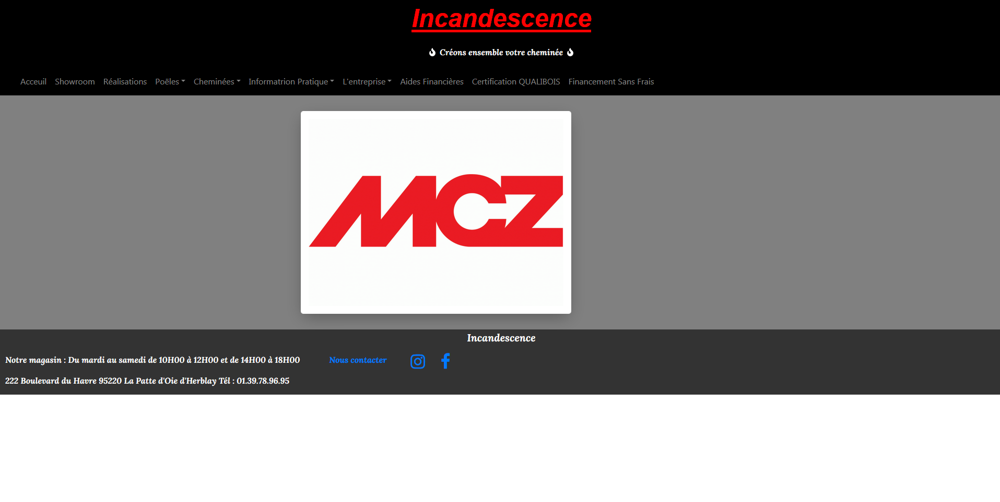 Incandescence
Créons ensemble votre cheminée
Acceuil Showroom Réalisations Poëles Cheminées Informatrion Pratique L'entreprise Aides Financières Certification QUALIBOIS Financement Sans Frais
MCZ
Incandescence
Notre magasin : Du mardi au samedi de 10H00 à 12H00 et de 14H00 à 18H00 Nous contacter
222 Boulevard du Havre 95220 La Patte d'Oie d'Herblay Tél : 01.39.78.96.95